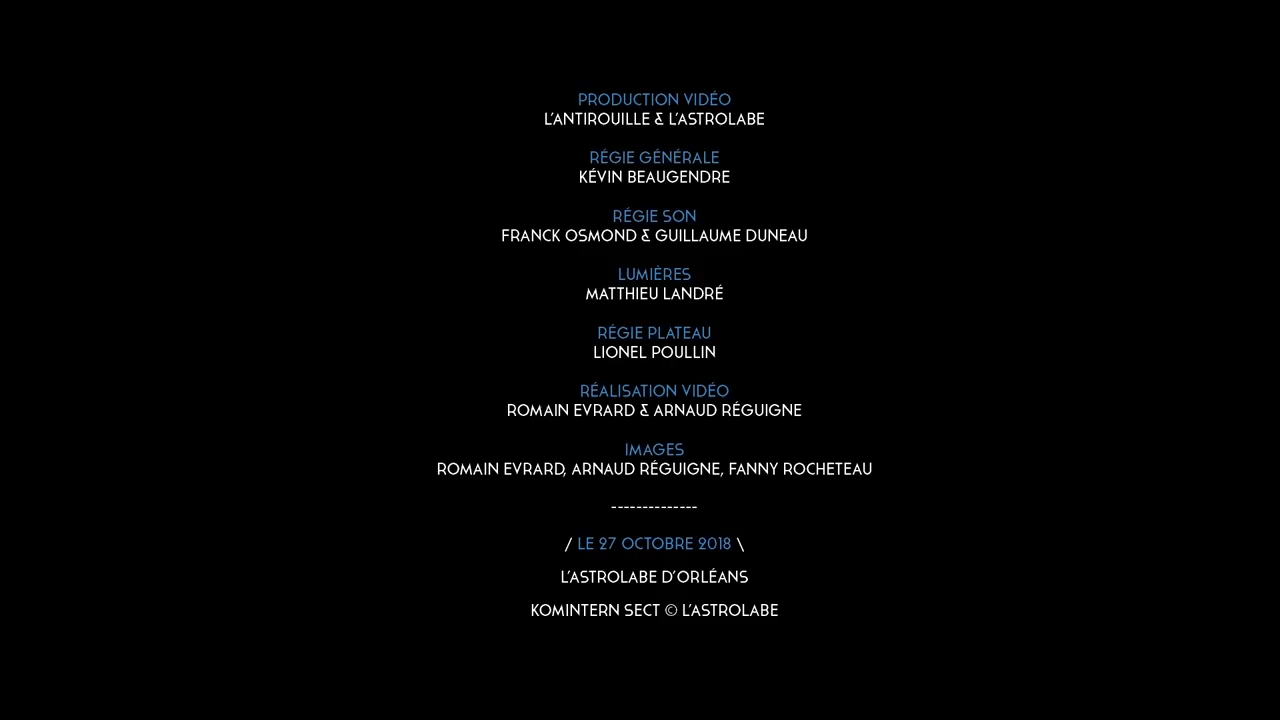 PRODUCTION VIDÉO
L'ANTIROUILLE & L'ASTROLABE
RÉGIE GÉNÉRALE
KÉVIN BEAUGENDRE
RÉGIE SON
FRANCK OSMOND & GUILLAUME DUNEAU
LUMIÈRES
MATTHIEU LANDRÉ
RÉGIE PLATEAU
LIONEL POULLIN
RÉALISATION VIDÉO
ROMAIN EVRARD & ARNAUD RÉGUIGNE
IMAGES
ROMAIN EVRARD, ARNAUD RÉGUIGNE, FANNY ROCHETEAU
--------------
/ LE 27 OCTOBRE 2018 \
L'ASTROLABE D'ORLÉANS
KOMINTERN SECT © L'ASTROLABE